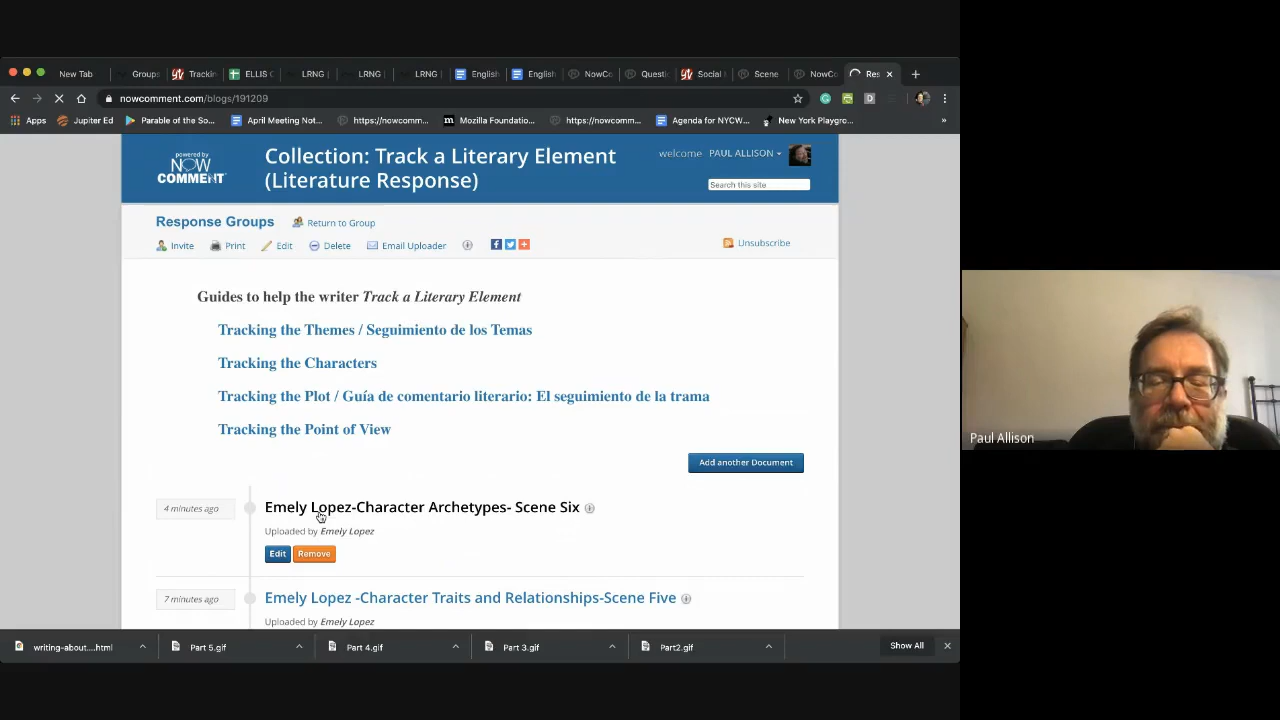 New Tab
Group
Trackin
ELLIS
LRNG
LRNG
LRNG
English
English
NowCo
Questi
Social
Scene
NowCo
Res
nowcomment.com/blogs/191209
Apps
Jupiter Ed
Parable of the So...
April Meeting Not...
https://nowcomm...
Mozilla Foundatio...
https://nowcomm...
Agenda for NYCW...
New York Playgro...
»
powered by
NOW
COMMENT
Collection: Track a Literary Element
(Literature Response)
welcome PAUL ALLISON
Search this site
Response Groups
Return to Group
Invite
Print
Edit
Delete
Email Uploader
Unsubscribe
Guides to help the writer Track a Literary Element
Tracking the Themes / Seguimiento de los Temas
Tracking the Characters
Tracking the Plot / Guía de comentario literario: El seguimiento de la trama
Tracking the Point of View
Add another Document
4 minutes ago
Emely Lopez-Character Archetypes- Scene Six
Uploaded by Emely Lopez
Edit
Remove
7 minutes ago
Emely Lopez -Character Traits and Relationships-Scene Five
Uploaded by Emely Lopez
writing-about....html
Part 5.gif
Part 4.gif
Part 3.gif
Part2.gif
Show All
Paul Allison